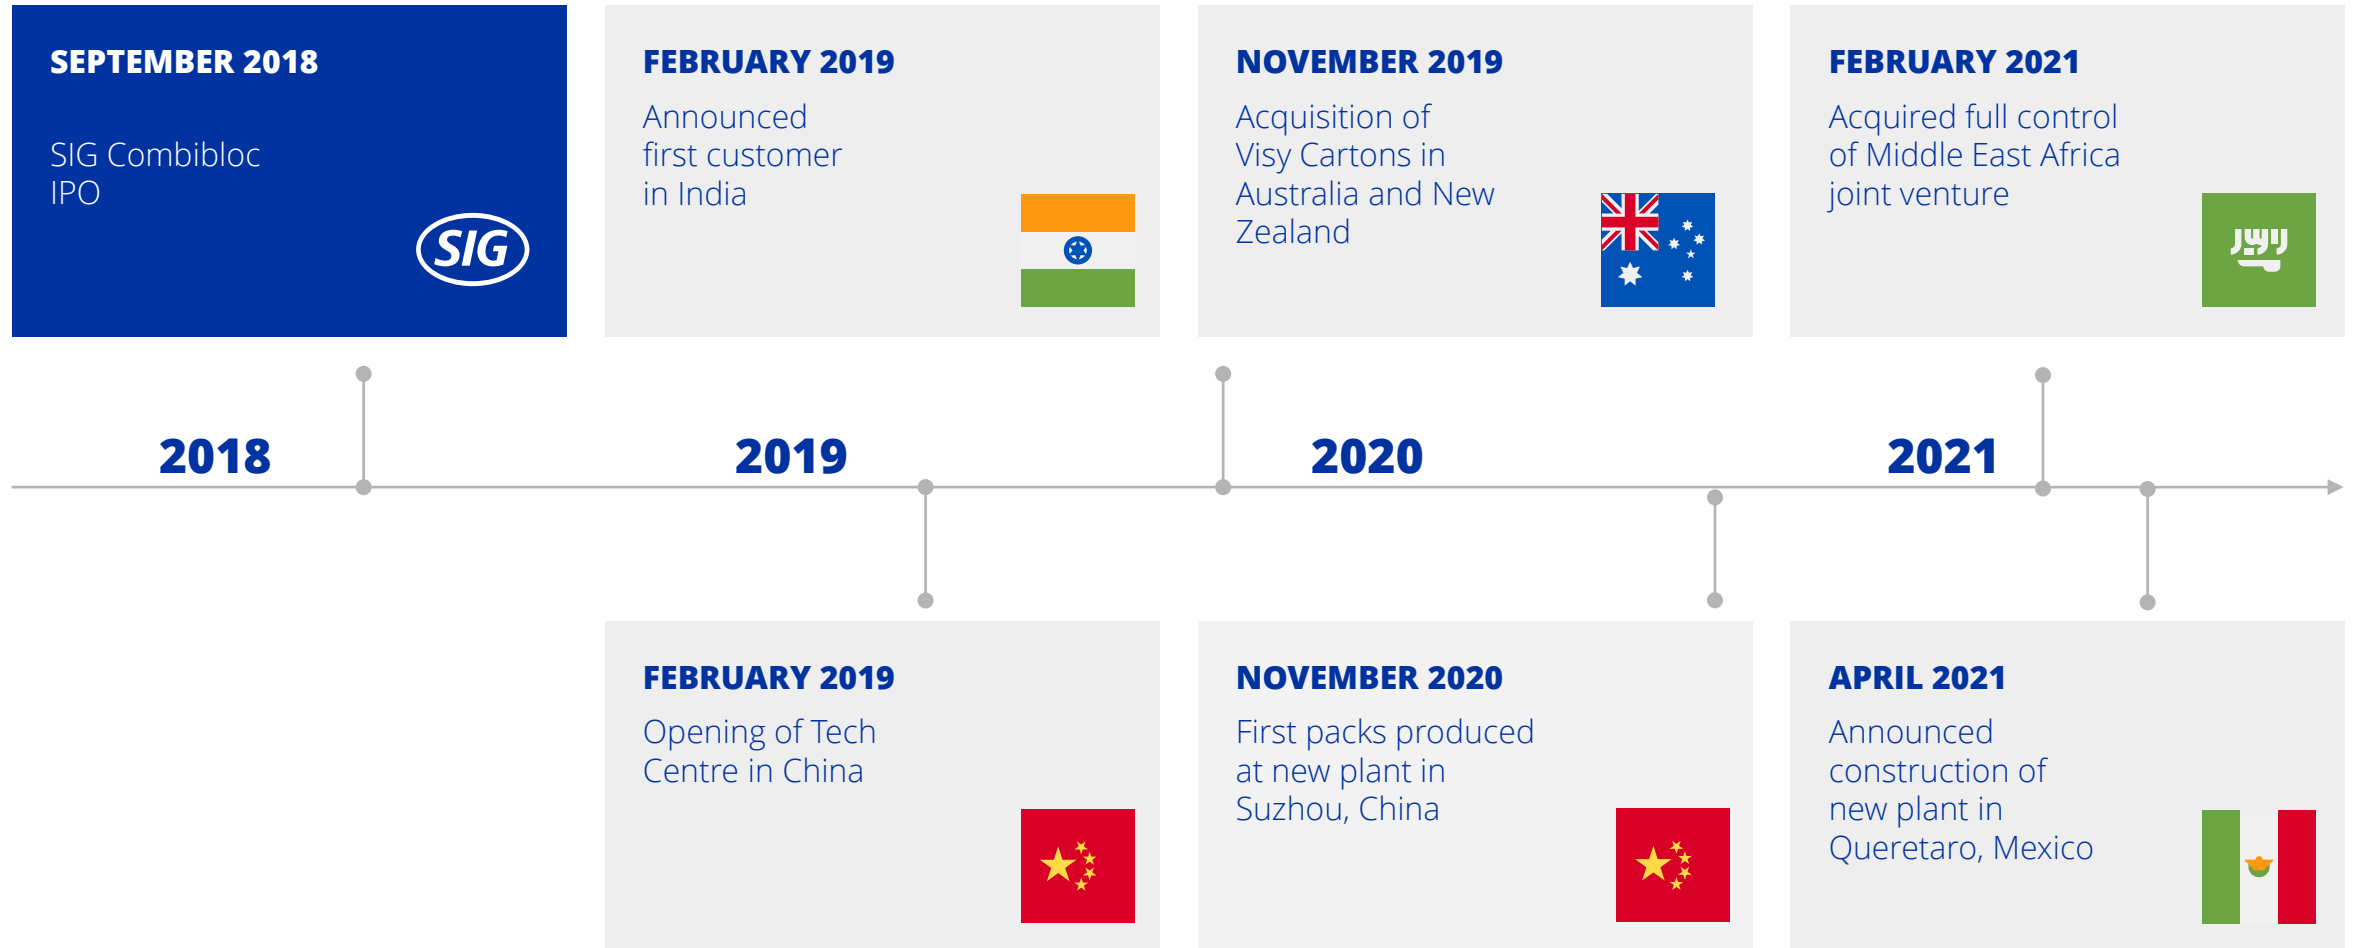 SEPTEMBER 2018
SIG Combibloc
IPO
SIG
FEBRUARY 2019
Announced
first customer
in India
NOVEMBER 2019
Acquisition of
Visy Cartons in
Australia and New
Zealand
FEBRUARY 2021
Acquired full control
of Middle East Africa
joint venture
2018
2019
2020
2021
FEBRUARY 2019
Opening of Tech
Centre in China
NOVEMBER 2020
First packs produced
at new plant in
Suzhou, China
APRIL 2021
Announced
construction of
new plant in
Queretaro, Mexico